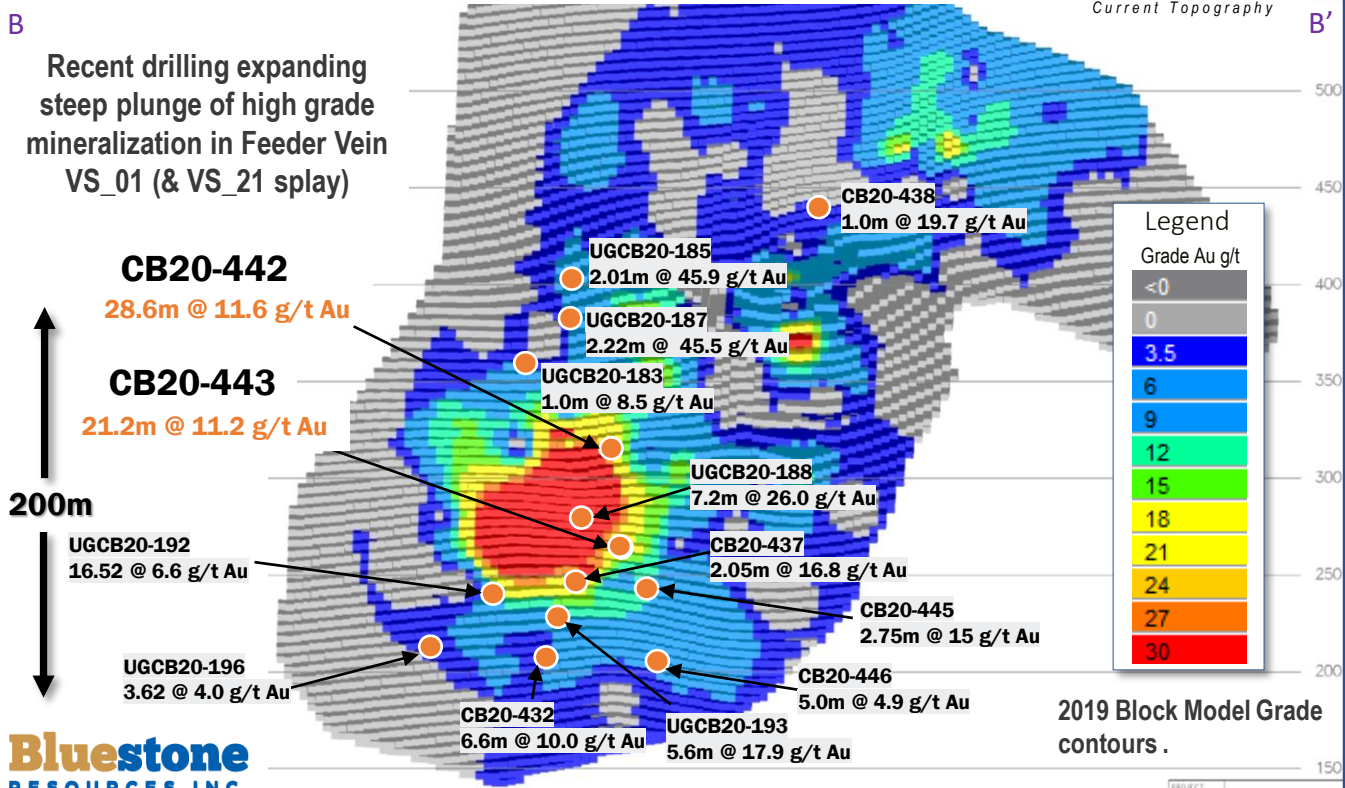 B
Current Topography
B'
Recent drilling expanding
steep plunge of high grade
mineralization in Feeder Vein
VS_01 (& VS_21 splay)
500
450
400
350
300
250
200
150
CB20-438
1.0m @ 19.7 g/t Au
UGCB20-185
2.01m @ 45.9 g/t Au
CB20-442
28.6m @ 11.6 g/t Au
UGCB20-187
2.22m @ 45.5 g/t Au
CB20-443
21.2m @ 11.2 g/t Au
UGCB20-183
1.0m @ 8.5 g/t Au
UGCB20-188
7.2m @ 26.0 g/t Au
200m
UGCB20-192
16.52 @ 6.6 g/t Au
CB20-437
2.05m @ 16.8 g/t Au
CB20-445
2.75m @ 15 g/t Au
UGCB20-196
3.62 @ 4.0 g/t Au
CB20-446
5.0m @ 4.9 g/t Au
CB20-432
6.6m @ 10.0 g/t Au
UGCB20-193
5.6m @ 17.9 g/t Au
Legend
Grade Au g/t
<0
0
3.5
6
9
12
15
18
21
24
27
30
2019 Block Model Grade
contours .
Bluestone
RESOURCES INC
PROJECT: